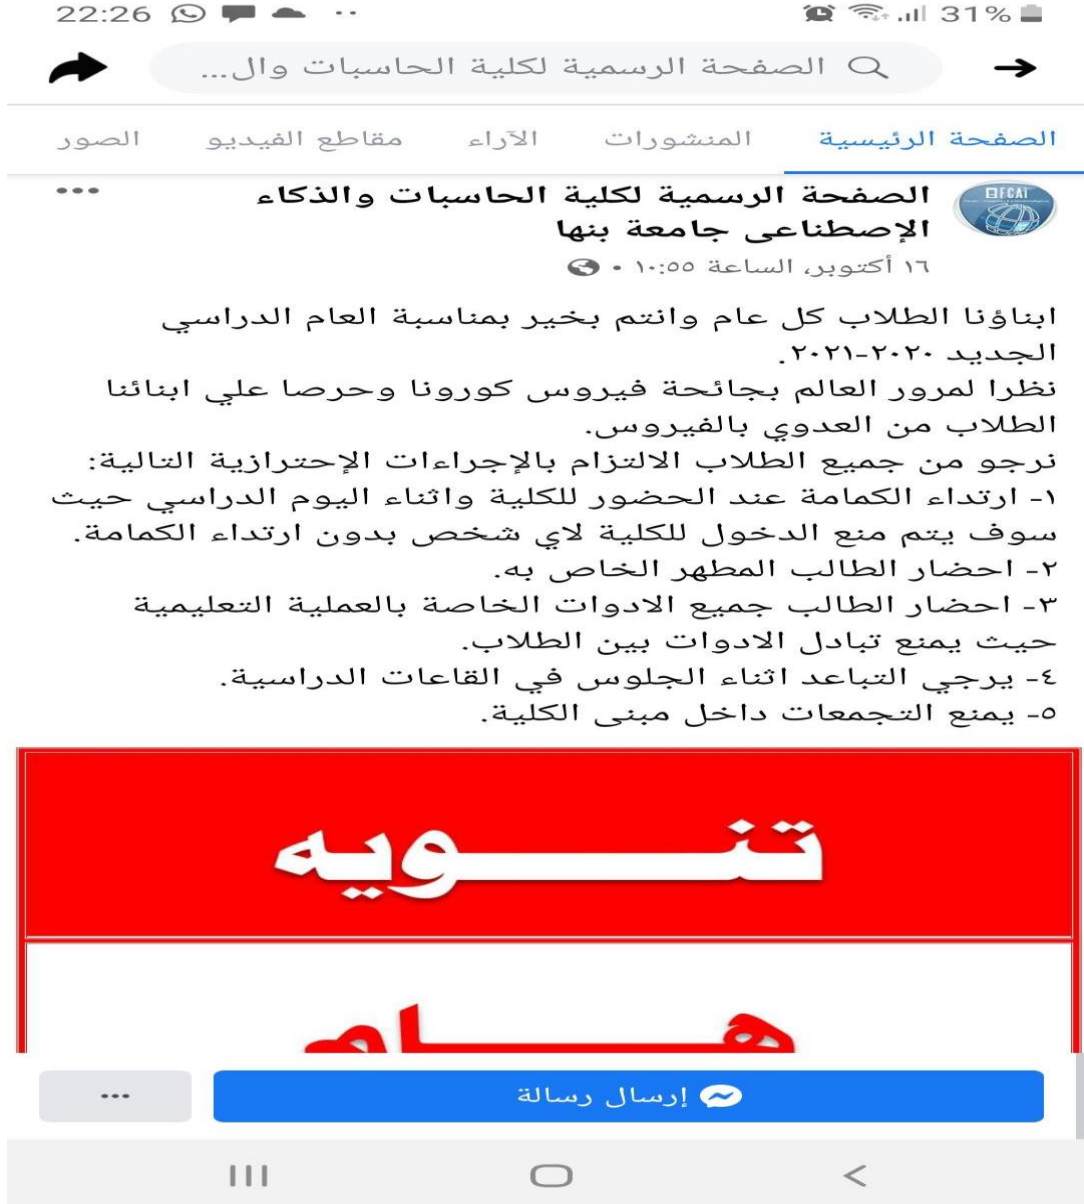 22:26
31%
الصفحة الرسمية لكلية الحاسبات وال...
الصفحة الرئيسية المنشورات الآراء مقاطع الفيديو الصور
FCAI
الصفحة الرسمية لكلية الحاسبات والذكاء
الإصطناعى جامعة بنها
١٦ أكتوبر، الساعة ١٠:٥٥ •
ابناؤنا الطلاب كل عام وانتم بخير بمناسبة العام الدراسي
الجديد ٢٠٢٠-٢٠٢١.
نظرا لمرور العالم بجائحة فيروس كورونا وحرصا علي ابنائنا
الطلاب من العدوي بالفيروس.
نرجو من جميع الطلاب الالتزام بالإجراءات الإحترازية التالية:
١- ارتداء الكمامة عند الحضور للكلية واثناء اليوم الدراسي حيث
سوف يتم منع الدخول للكلية لاي شخص بدون ارتداء الكمامة.
٢- احضار الطالب المطهر الخاص به.
٣- احضار الطالب جميع الادوات الخاصة بالعملية التعليمية
حيث يمنع تبادل الادوات بين الطلاب.
٤- يرجي التباعد اثناء الجلوس في القاعات الدراسية.
٥- يمنع التجمعات داخل مبنى الكلية.
تنـــــويه
هـــــام
إرسال رسالة